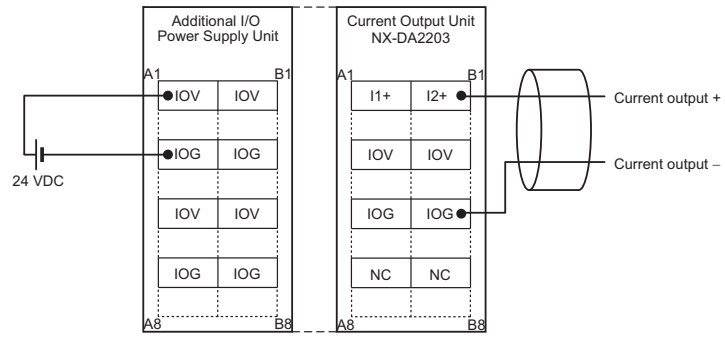 Additional I/O
Power Supply Unit
Current Output Unit
NX-DA2203
A1 B1 A1 B1
IOV IOV I1+ I2+ Current output +
IOG IOG IOV IOV Current output –
24 VDC
IOV IOV IOG IOG
IOG IOG NC NC
A8 B8 A8 B8